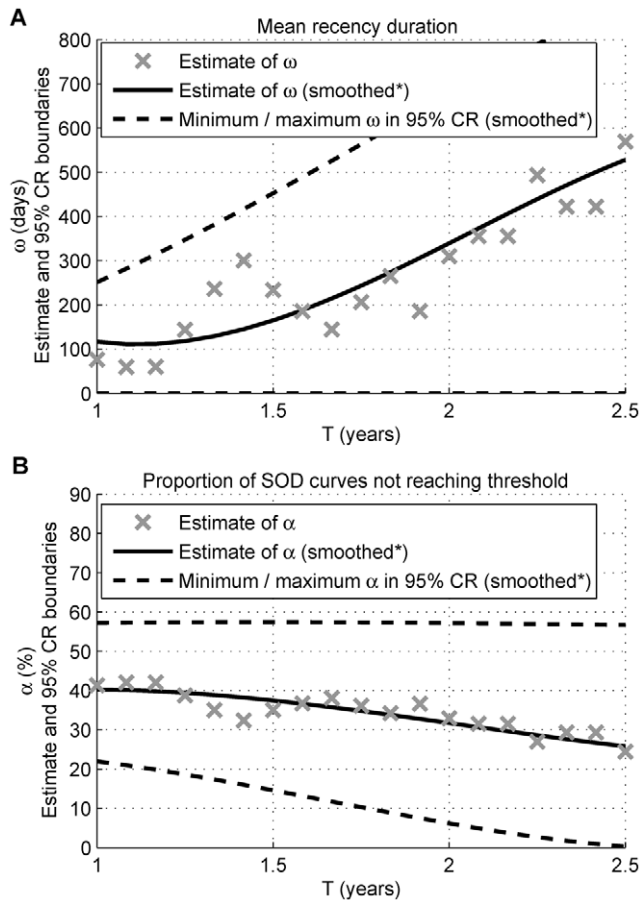 A
Mean recency duration
800
700
600
500
400
300
200
100
0
ω (days)
Estimate and 95% CR boundaries
Estimate of ω
Estimate of ω (smoothed*)
Minimum / maximum ω in 95% CR (smoothed*)
1
1.5
2
2.5
T (years)
B
Proportion of SOD curves not reaching threshold
90
80
70
60
50
40
30
20
10
0
α (%)
Estimate and 95% CR boundaries
Estimate of α
Estimate of α (smoothed*)
Minimum / maximum α in 95% CR (smoothed*)
1
1.5
2
2.5
T (years)